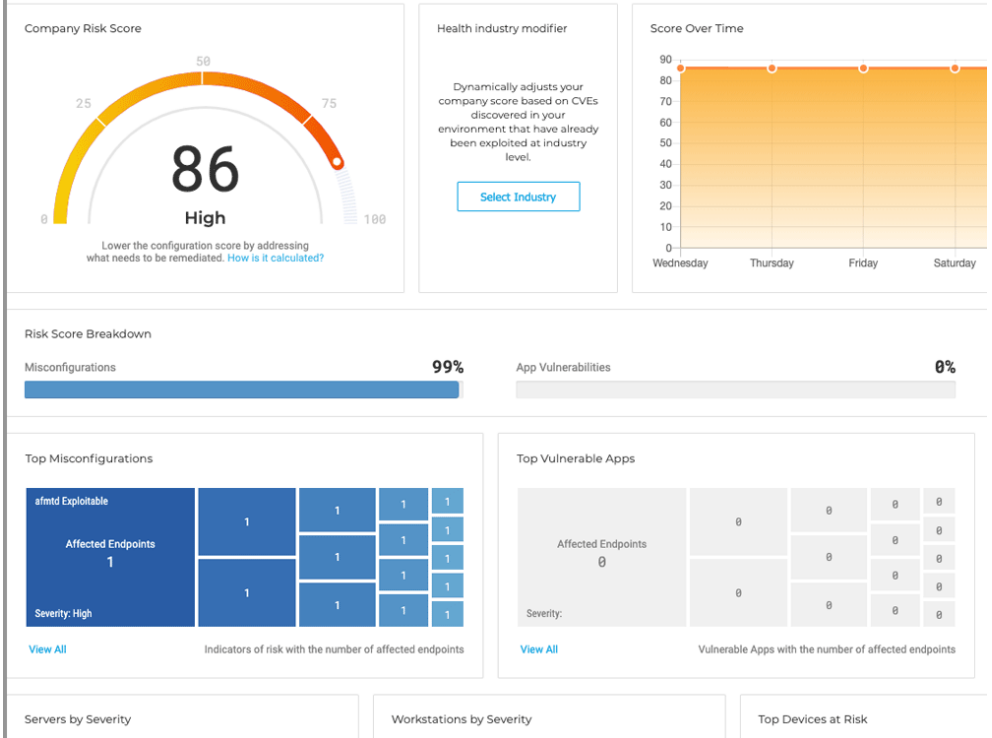 Company Risk Score
0
25
50
75
100
86
High
Lower the configuration score by addressing
what needs to be remediated. How is it calculated?
Health industry modifier
Dynamically adjusts your
company score based on CVEs
discovered in your
environment that have already
been exploited at industry
level.
Select Industry
Score Over Time
90
80
70
60
50
40
30
20
10
0
Wednesday Thursday Friday Saturday
Risk Score Breakdown
Misconfigurations 99%
App Vulnerabilities 0%
Top Misconfigurations
afmtd Exploitable
Affected Endpoints
1
Severity: High
1
1
1
1
1
1
1
1
1
1
1
1
1
1
View All
Indicators of risk with the number of affected endpoints
Top Vulnerable Apps
Affected Endpoints
0
Severity:
0
0
0
0
0
0
0
0
0
0
0
0
0
0
View All
Vulnerable Apps with the number of affected endpoints
Servers by Severity
Workstations by Severity
Top Devices at Risk